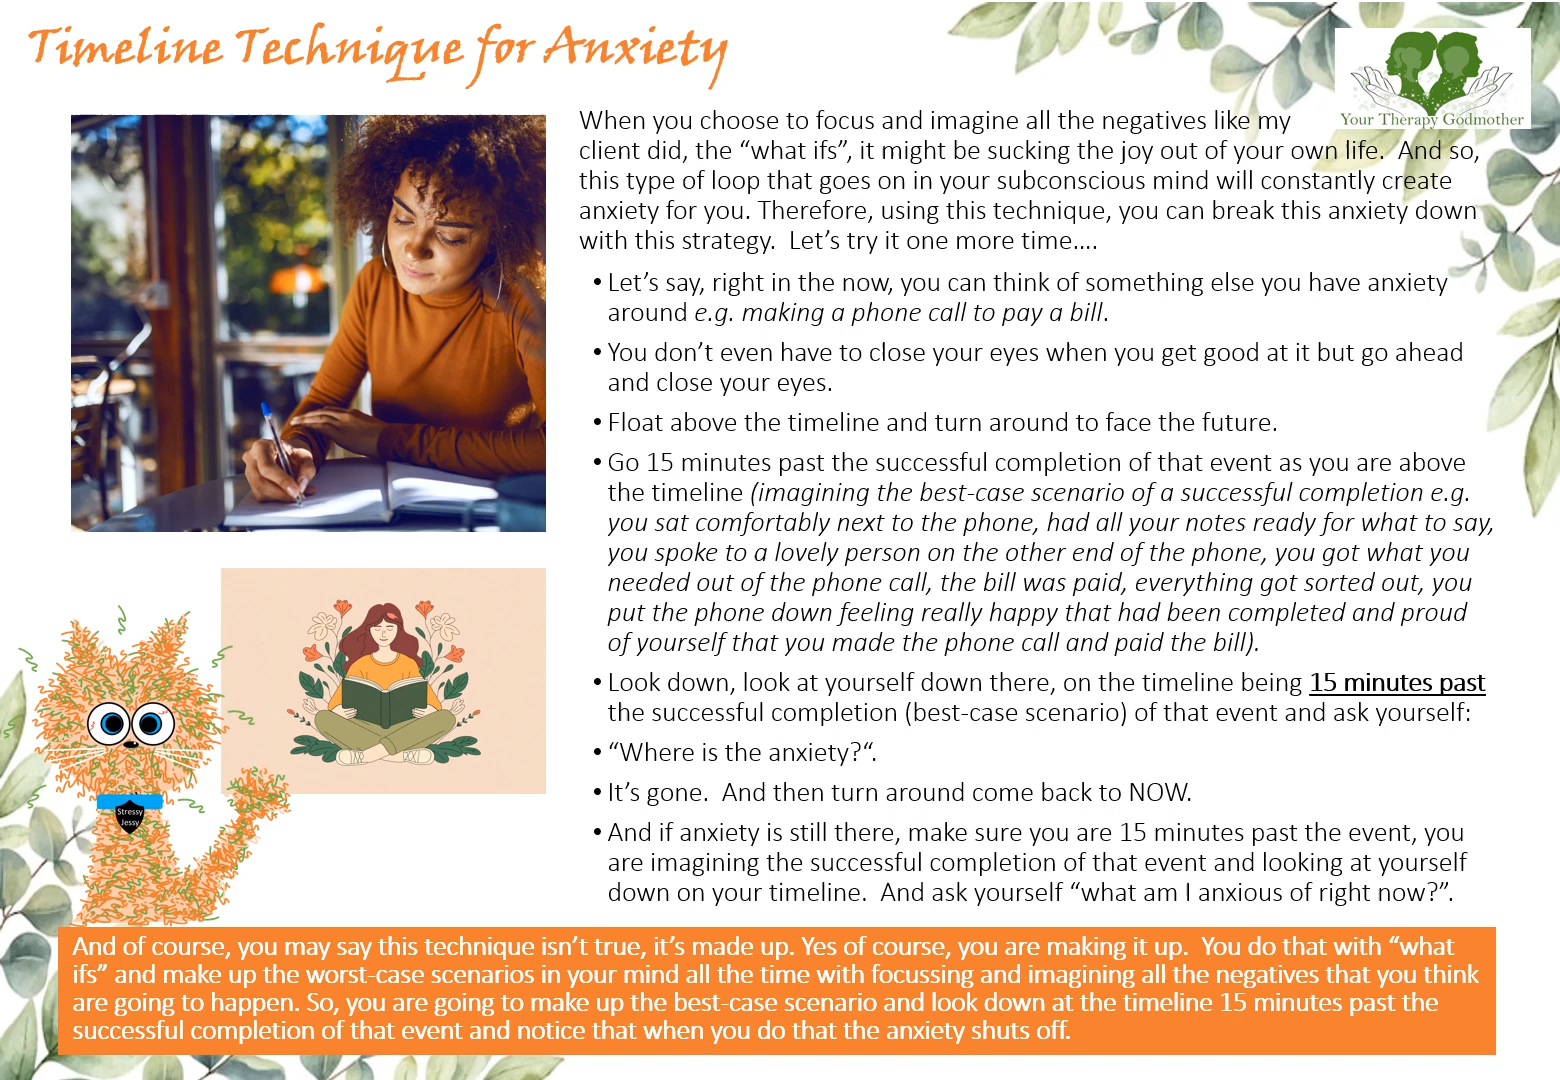 Timeline Technique for Anxiety
Your Therapy Godmother
When you choose to focus and imagine all the negatives like my
client did, the “what ifs”, it might be sucking the joy out of your own life.  And so,
this type of loop that goes on in your subconscious mind will constantly create
anxiety for you. Therefore, using this technique, you can break this anxiety down
with this strategy.  Let’s try it one more time....
• Let’s say, right in the now, you can think of something else you have anxiety
around e.g. making a phone call to pay a bill.
• You don’t even have to close your eyes when you get good at it but go ahead
and close your eyes.
• Float above the timeline and turn around to face the future.
• Go 15 minutes past the successful completion of that event as you are above
the timeline (imagining the best-case scenario of a successful completion e.g.
you sat comfortably next to the phone, had all your notes ready for what to say,
you spoke to a lovely person on the other end of the phone, you got what you
needed out of the phone call, the bill was paid, everything got sorted out, you
put the phone down feeling really happy that had been completed and proud
of yourself that you made the phone call and paid the bill).
• Look down, look at yourself down there, on the timeline being 15 minutes past
the successful completion (best-case scenario) of that event and ask yourself:
• “Where is the anxiety?“.
• It’s gone.  And then turn around come back to NOW.
• And if anxiety is still there, make sure you are 15 minutes past the event, you
are imagining the successful completion of that event and looking at yourself
down on your timeline.  And ask yourself “what am I anxious of right now?”.
Stressy
Jessy
And of course, you may say this technique isn’t true, it’s made up. Yes of course, you are making it up.  You do that with “what
ifs” and make up the worst-case scenarios in your mind all the time with focussing and imagining all the negatives that you think
are going to happen. So, you are going to make up the best-case scenario and look down at the timeline 15 minutes past the
successful completion of that event and notice that when you do that the anxiety shuts off.